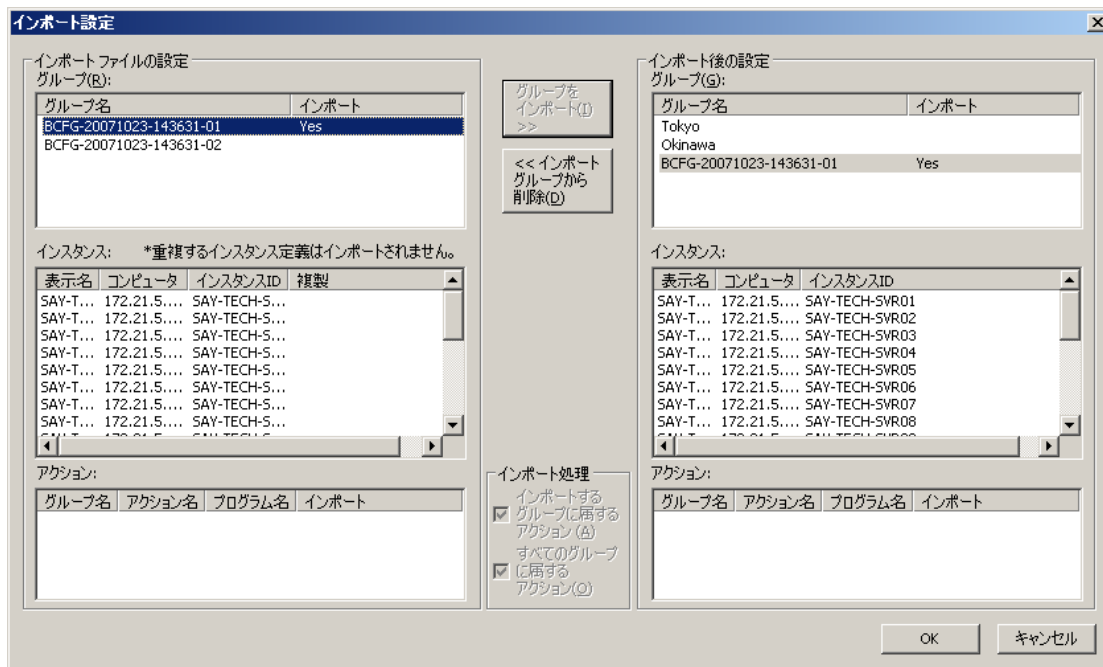 インポート設定
インポート ファイルの設定
グループ(R):
グループ名 インポート
BCFG-20071023-143631-01 Yes
BCFG-20071023-143631-02
インスタンス: *重複するインスタンス定義はインポートされません。
表示名 コンピュータ インスタンスID 複製
SAY-T... 172.21.5.... SAY-TECH-S...
SAY-T... 172.21.5.... SAY-TECH-S...
SAY-T... 172.21.5.... SAY-TECH-S...
SAY-T... 172.21.5.... SAY-TECH-S...
SAY-T... 172.21.5.... SAY-TECH-S...
SAY-T... 172.21.5.... SAY-TECH-S...
SAY-T... 172.21.5.... SAY-TECH-S...
SAY-T... 172.21.5.... SAY-TECH-S...
アクション:
グループ名 アクション名 プログラム名 インポート
グループを
インポート(I)
>>
<< インポート
グループから
削除(D)
インポート処理
インポートする
グループに属する
アクション(A)
すべてのグループ
に属する
アクション(O)
インポート後の設定
グループ(G):
グループ名 インポート
Tokyo
Okinawa
BCFG-20071023-143631-01 Yes
インスタンス:
表示名 コンピュータ インスタンスID
SAY-T... 172.21.5.... SAY-TECH-SVR01
SAY-T... 172.21.5.... SAY-TECH-SVR02
SAY-T... 172.21.5.... SAY-TECH-SVR03
SAY-T... 172.21.5.... SAY-TECH-SVR04
SAY-T... 172.21.5.... SAY-TECH-SVR05
SAY-T... 172.21.5.... SAY-TECH-SVR06
SAY-T... 172.21.5.... SAY-TECH-SVR07
SAY-T... 172.21.5.... SAY-TECH-SVR08
アクション:
グループ名 アクション名 プログラム名 インポート
OK キャンセル